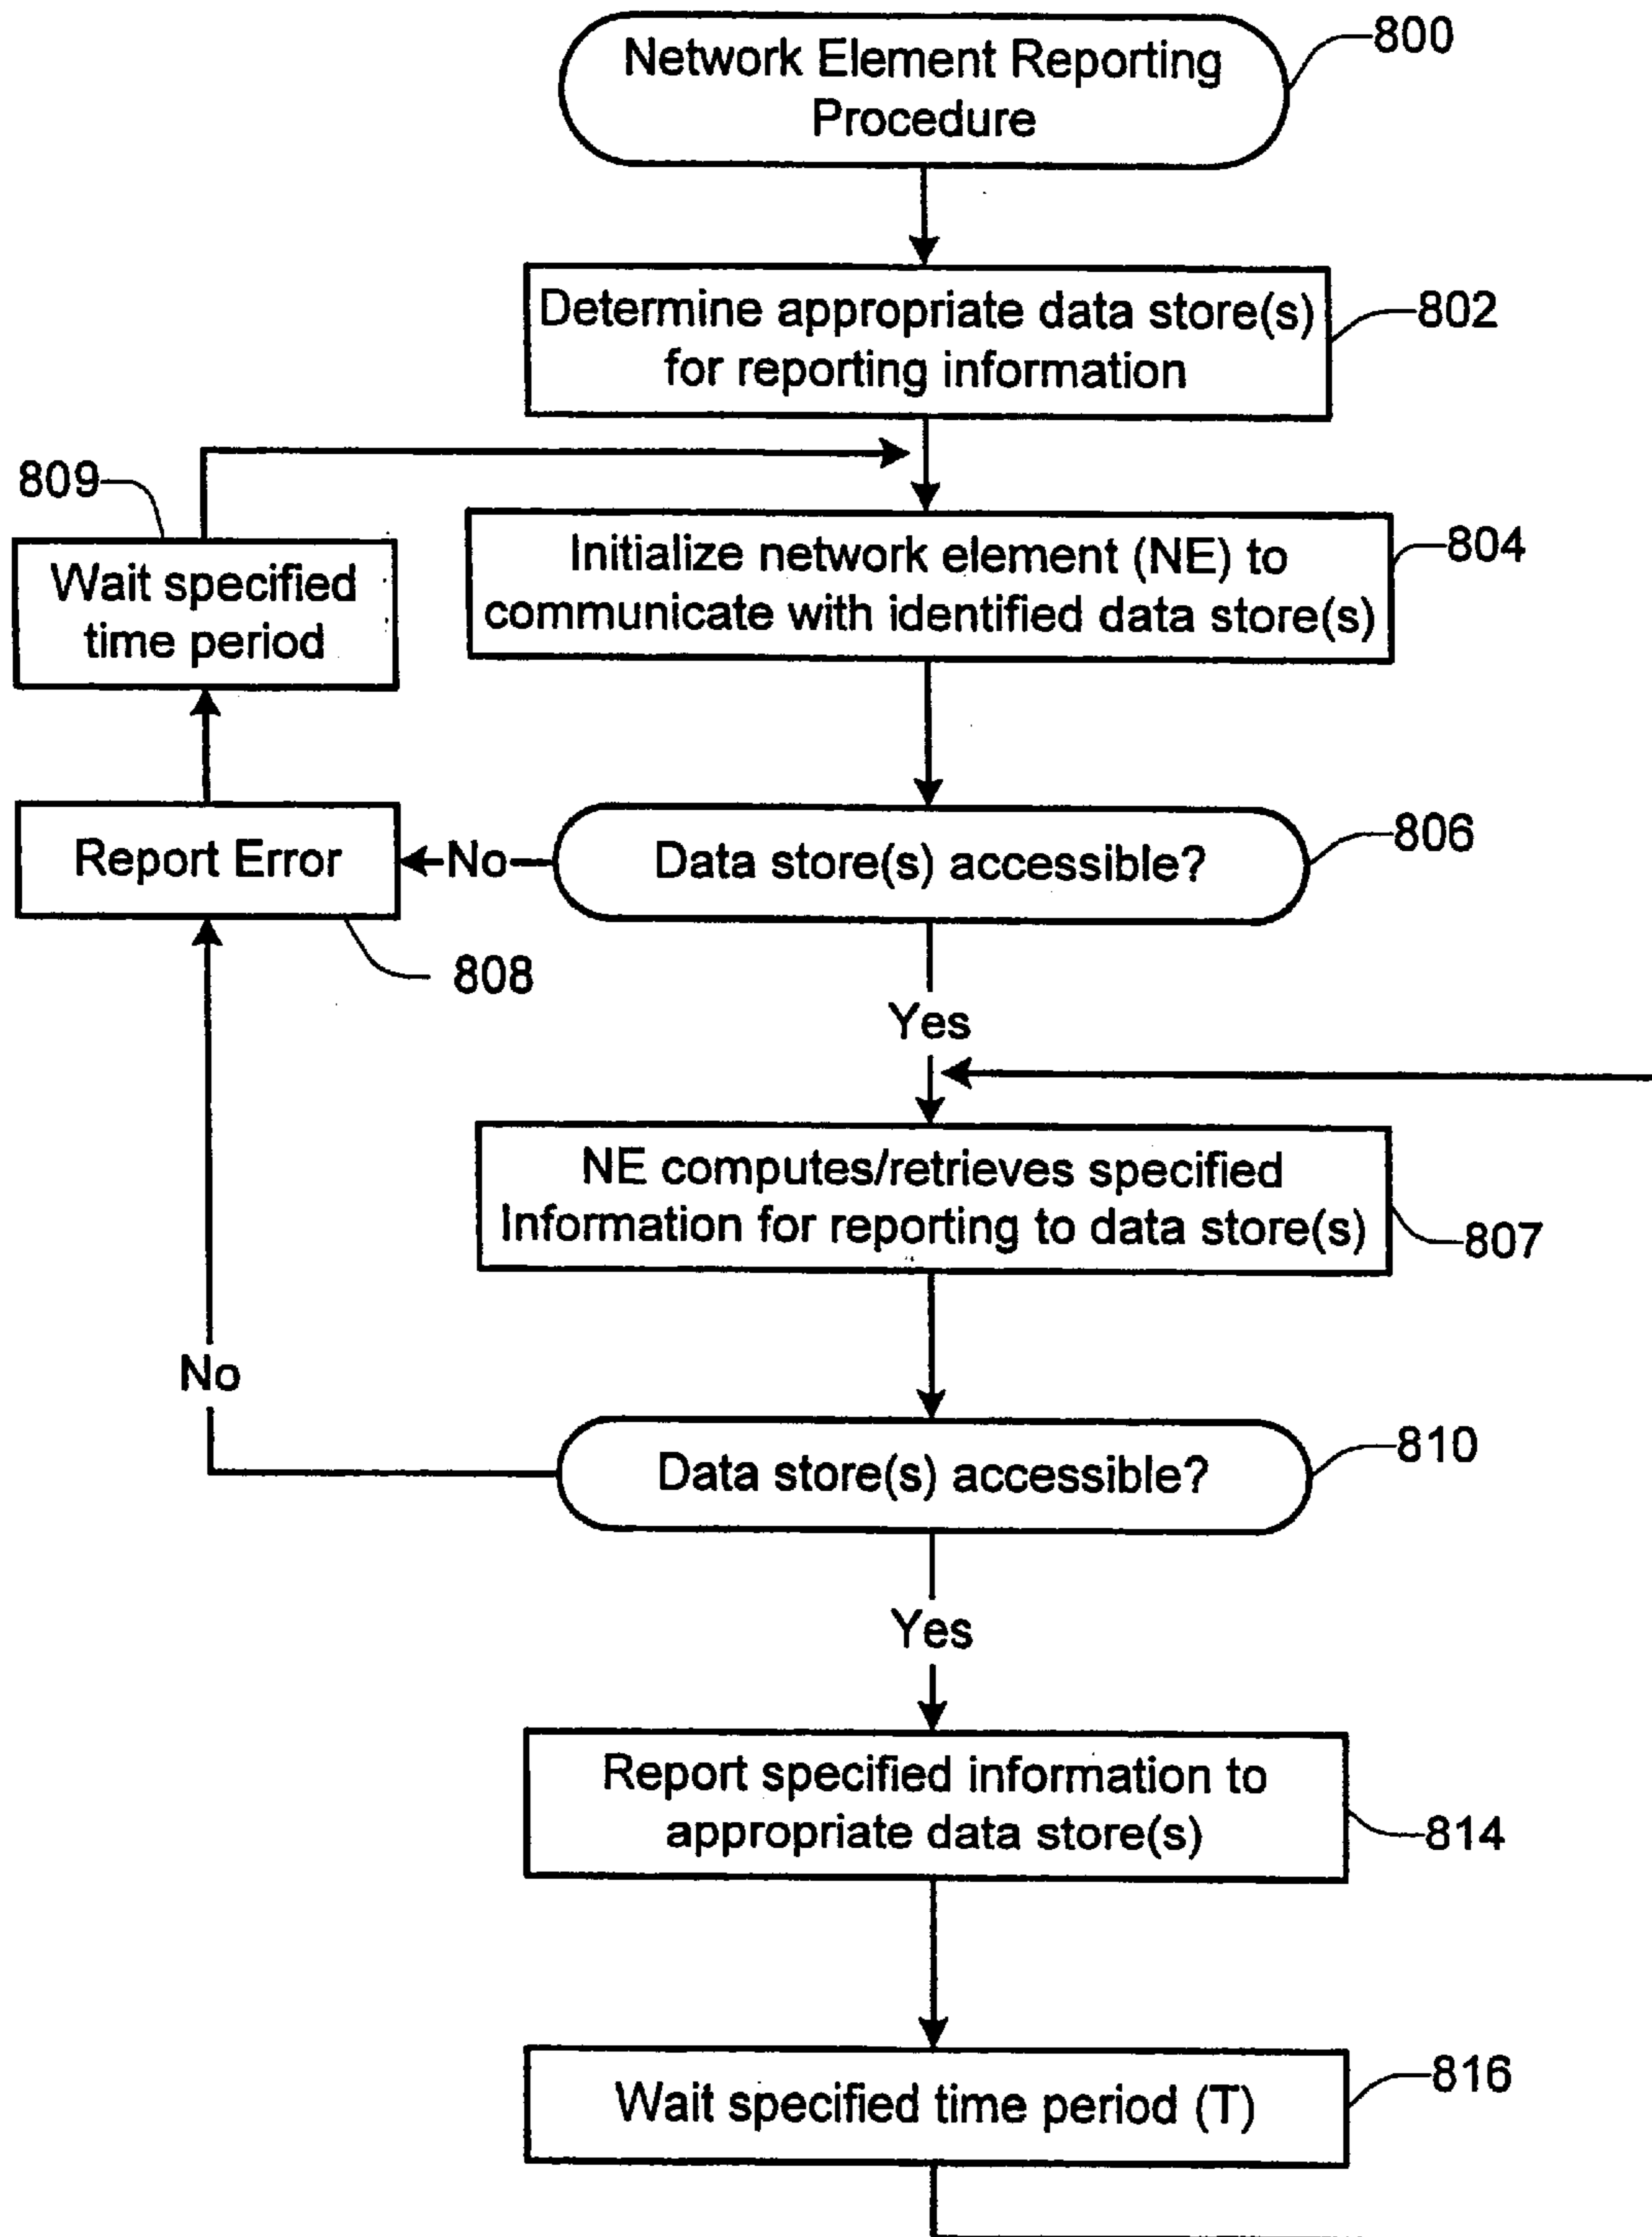 Network Element Reporting
Procedure
800
Determine appropriate data store(s)
for reporting information
802
809
Wait specified
time period
Initialize network element (NE) to
communicate with identified data store(s)
804
Report Error
808
No
Data store(s) accessible?
806
Yes
NE computes/retrieves specified
Information for reporting to data store(s)
807
No
Data store(s) accessible?
810
Yes
Report specified information to
appropriate data store(s)
814
Wait specified time period (T)
816